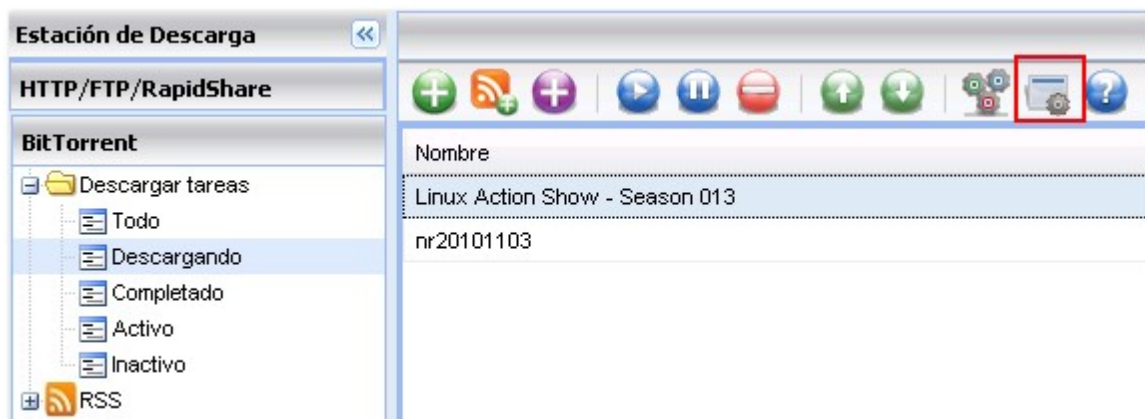 Estación de Descarga
HTTP/FTP/RapidShare
BitTorrent
Descargar tareas
Todo
Descargando
Completado
Activo
Inactivo
RSS
Nombre
Linux Action Show - Season 013
nr20101103